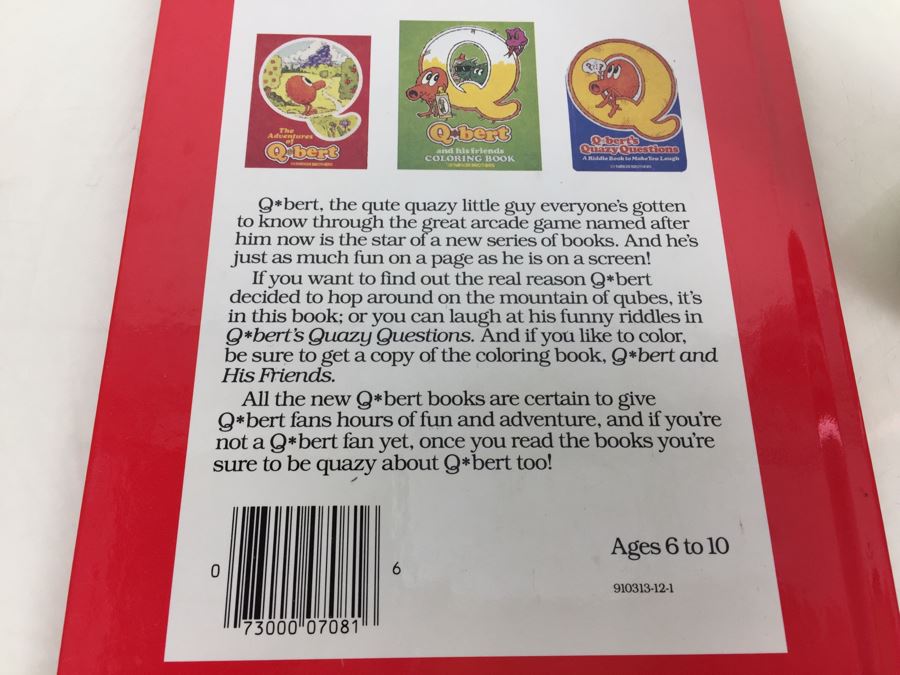 The
Adventures
of
Q*bert
Q*bert
and his friends
COLORING BOOK
Q*bert's
Quazy Questions
A Riddle Book to Make You Laugh
Q*bert, the qute quazy little guy everyone's gotten
to know through the great arcade game named after
him now is the star of a new series of books. And he's
just as much fun on a page as he is on a screen!
If you want to find out the real reason Q*bert
decided to hop around on the mountain of qubes, it's
in this book; or you can laugh at his funny riddles in
Q*bert's Quazy Questions. And if you like to color,
be sure to get a copy of the coloring book, Q*bert and
His Friends.
All the new Q*bert books are certain to give
Q*bert fans hours of fun and adventure, and if you're
not a Q*bert fan yet, once you read the books you're
sure to be quazy about Q*bert too!
Ages 6 to 10
910313-12-1
0 73000 07081 6